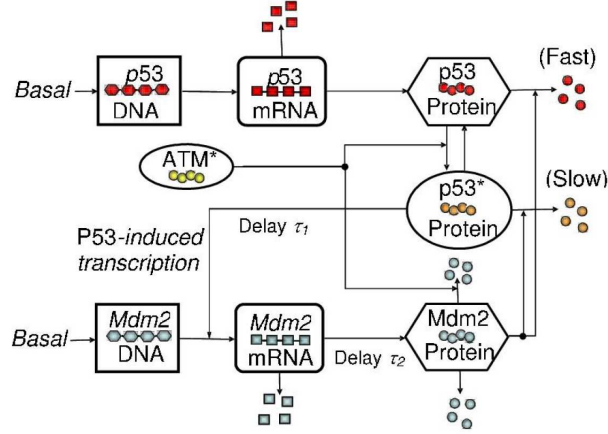 (Fast)
p53
DNA
p53
mRNA
p53
Protein
Basal
ATM*
(Slow)
p53*
Protein
P53-induced
transcription
Delay τ1
Mdm2
DNA
Mdm2
mRNA
Mdm2
Protein
Basal
Delay τ2